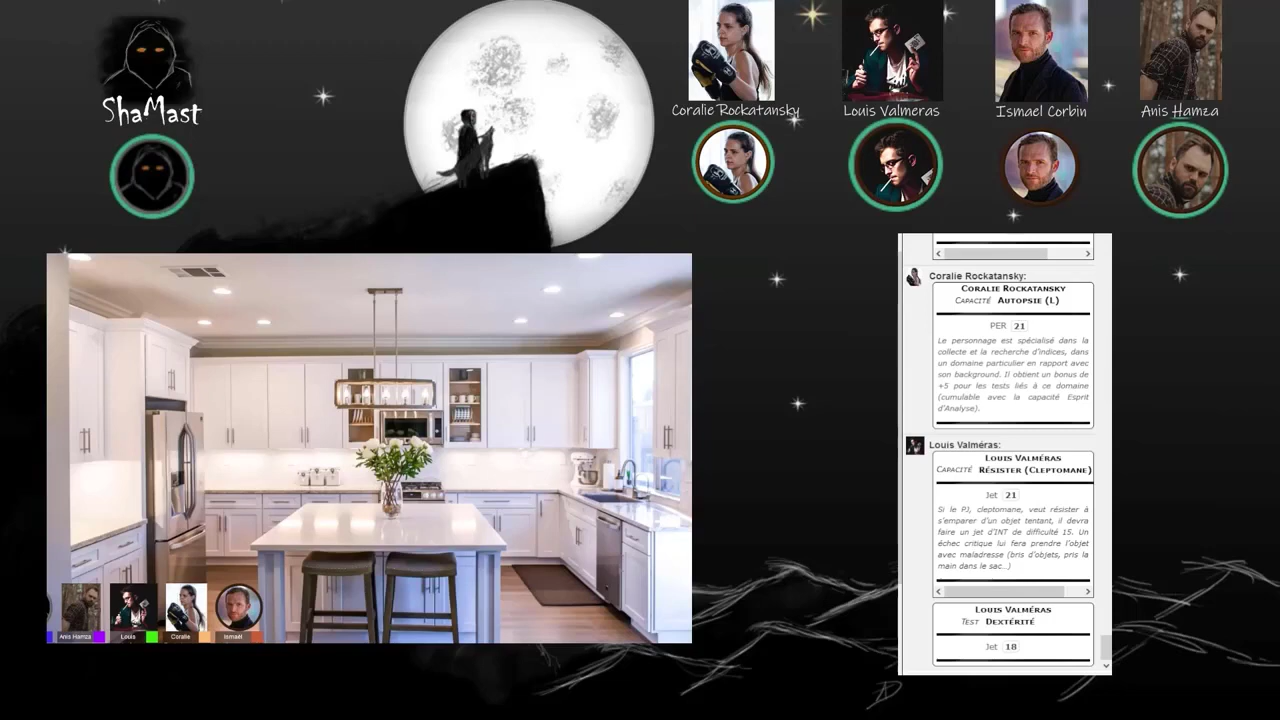 ShaMast
Coralie Rockatansky
Louis Valmeras
Ismael Corbin
Anis Hamza
Coralie Rockatansky:
Coralie Rockatansky
Capacité Autopsie (L)
PER 21
Le personnage est spécialisé dans la
collecte et la recherche d'indices, dans
un domaine particulier en rapport avec
son background. Il obtient un bonus de
+5 pour les tests liés à ce domaine
(cumulable avec la capacité Esprit
d'Analyse).
Louis Valméras:
Louis Valméras
Capacité Résister (Cleptomane)
Jet 21
Si le PJ, cleptomane, veut résister à
s'emparer d'un objet tentant, il devra
faire un jet d'INT de difficulté 15. Un
échec critique lui fera prendre l'objet
avec maladresse (bris d'objets, pris la
main dans le sac...)
Louis Valméras
Test Dextérité
Jet 18
Anis Hamza
Louis
Coralie
Ismaël